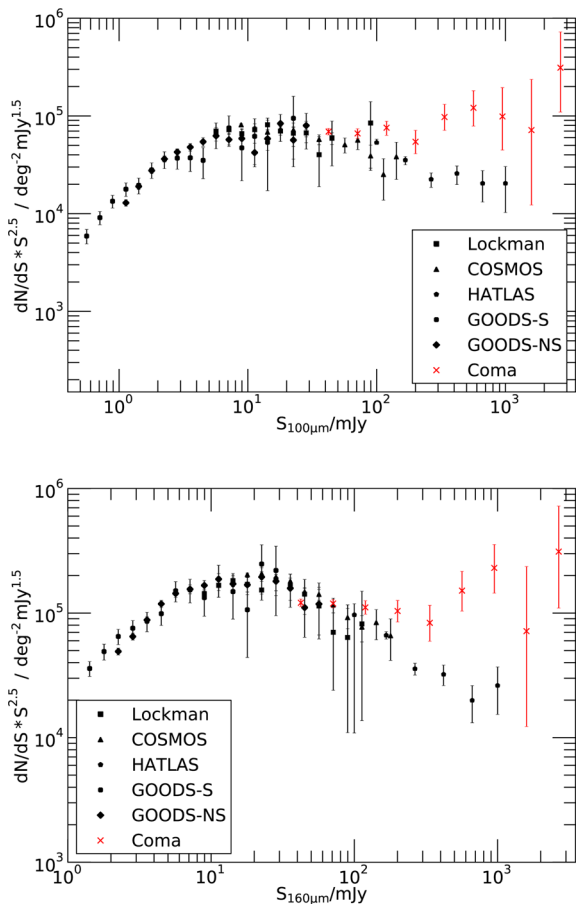 10^6
10^5
10^4
10^3
dN/dS*S^2.5 / deg^-2 mJy^1.5
Lockman
COSMOS
HATLAS
GOODS-S
GOODS-NS
Coma
10^0 10^1 10^2 10^3
S_100μm/mJy
10^6
10^5
10^4
10^3
dN/dS*S^2.5 / deg^-2 mJy^1.5
Lockman
COSMOS
HATLAS
GOODS-S
GOODS-NS
Coma
10^0 10^1 10^2 10^3
S_160μm/mJy